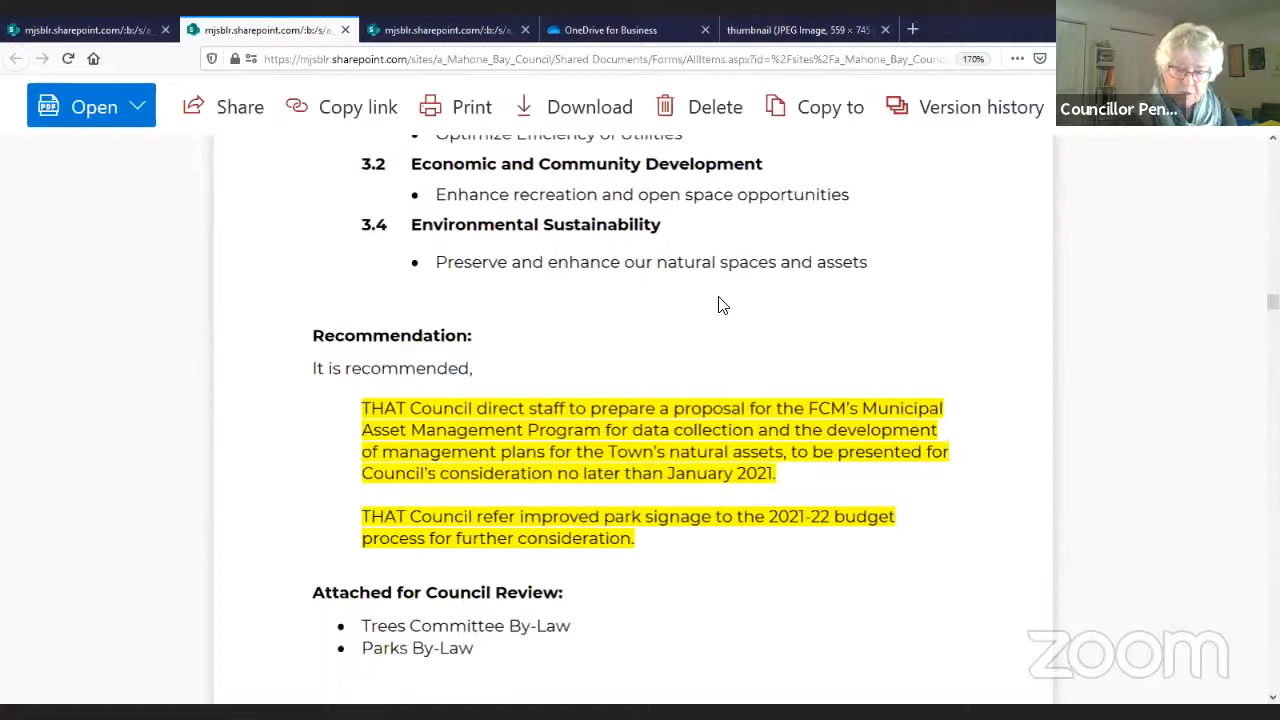 mjsblr.sharepoint.com/:b:/s/a_
mjsblr.sharepoint.com/:b:/s/a_
mjsblr.sharepoint.com/:b:/s/a_
OneDrive for Business
thumbnail (JPEG Image, 559 × 745
https://mjsblr.sharepoint.com/sites/a_Mahone_Bay_Council/Shared Documents/Forms/AllItems.aspx?id=%2Fsites%2Fa_Mahone_Bay_Counc
170%
Open
Share
Copy link
Print
Download
Delete
Copy to
Version history
Councillor Pen...
• Optimize Efficiency of Utilities
3.2 Economic and Community Development
• Enhance recreation and open space opportunities
3.4 Environmental Sustainability
• Preserve and enhance our natural spaces and assets
Recommendation:
It is recommended,
THAT Council direct staff to prepare a proposal for the FCM's Municipal
Asset Management Program for data collection and the development
of management plans for the Town's natural assets, to be presented for
Council's consideration no later than January 2021.
THAT Council refer improved park signage to the 2021-22 budget
process for further consideration.
Attached for Council Review:
• Trees Committee By-Law
• Parks By-Law
zoom